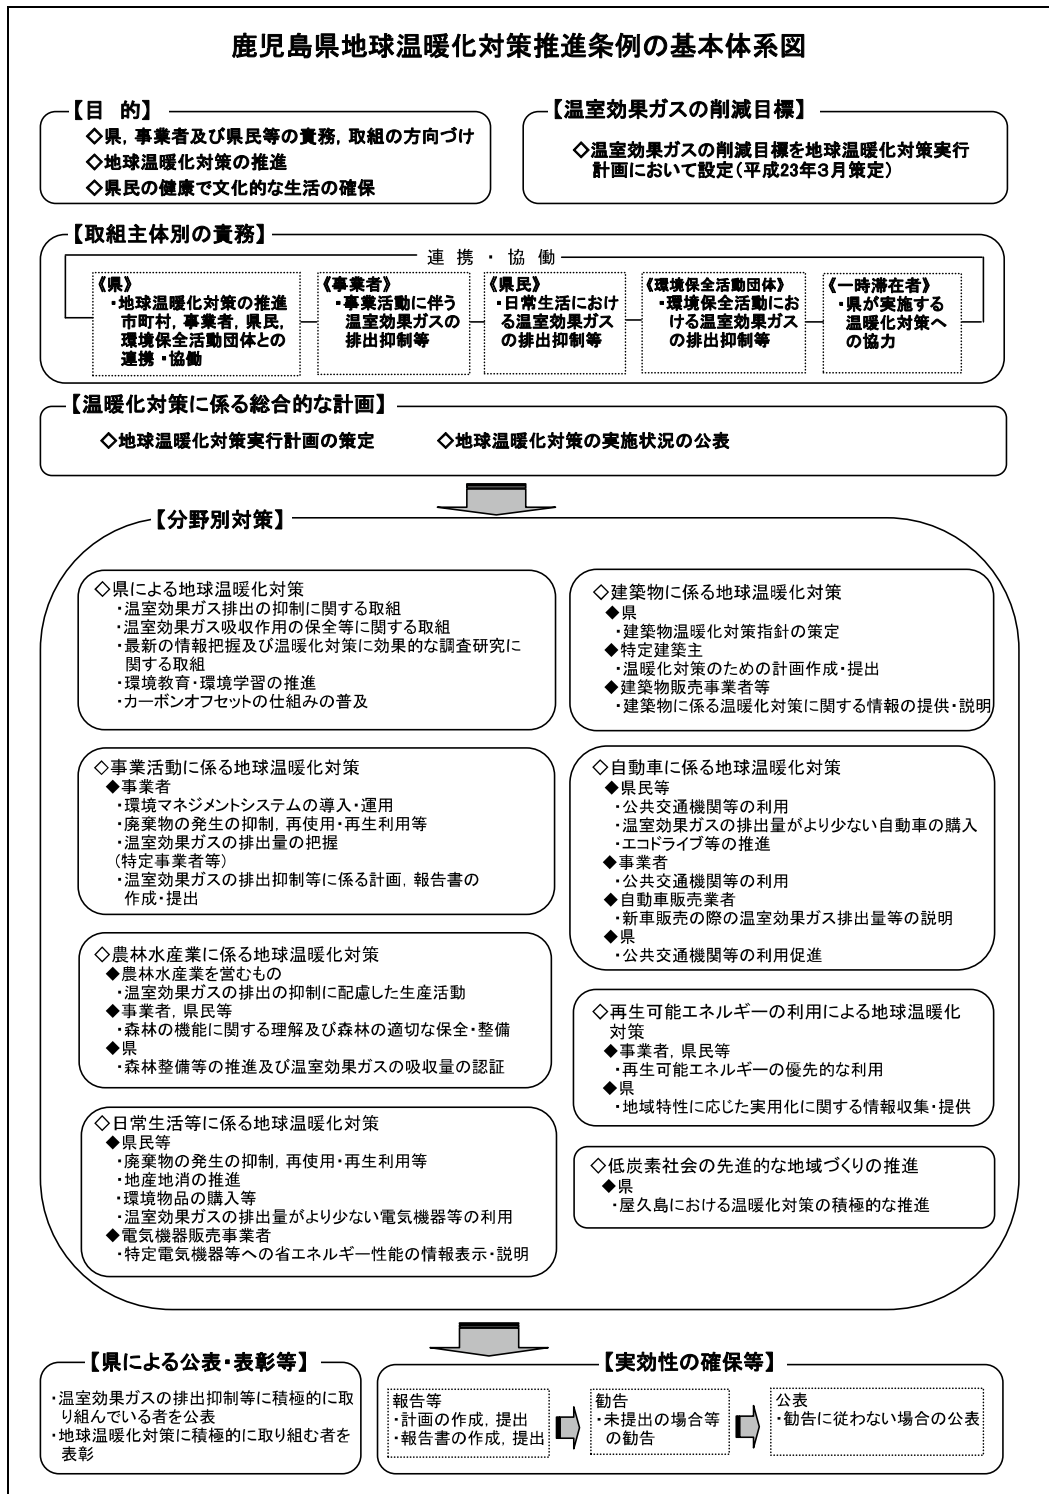 鹿児島県地球温暖化対策推進条例の基本体系図
【目 的】
◇県，事業者及び県民等の責務，取組の方向づけ
◇地球温暖化対策の推進
◇県民の健康で文化的な生活の確保
【温室効果ガスの削減目標】
◇温室効果ガスの削減目標を地球温暖化対策実行
計画において設定（平成23年3月策定）
【取組主体別の責務】
連 携 ・ 協 働
《県》
・地球温暖化対策の推進
市町村，事業者，県民，
環境保全活動団体との
連携・協働
《事業者》
・事業活動に伴う
温室効果ガスの
排出抑制等
《県民》
・日常生活におけ
る温室効果ガス
の排出抑制等
《環境保全活動団体》
・環境保全活動にお
ける温室効果ガス
の排出抑制等
《一時滞在者》
・県が実施する
温暖化対策へ
の協力
【温暖化対策に係る総合的な計画】
◇地球温暖化対策実行計画の策定 ◇地球温暖化対策の実施状況の公表
【分野別対策】
◇県による地球温暖化対策
・温室効果ガス排出の抑制に関する取組
・温室効果ガス吸収作用の保全等に関する取組
・最新の情報把握及び温暖化対策に効果的な調査研究に
関する取組
・環境教育・環境学習の推進
・カーボンオフセットの仕組みの普及
◇事業活動に係る地球温暖化対策
◆事業者
・環境マネジメントシステムの導入・運用
・廃棄物の発生の抑制，再使用・再生利用等
・温室効果ガスの排出量の把握
（特定事業者等）
・温室効果ガスの排出抑制等に係る計画，報告書の
作成・提出
◇農林水産業に係る地球温暖化対策
◆農林水産業を営むもの
・温室効果ガスの排出の抑制に配慮した生産活動
◆事業者，県民等
・森林の機能に関する理解及び森林の適切な保全・整備
◆県
・森林整備等の推進及び温室効果ガスの吸収量の認証
◇日常生活等に係る地球温暖化対策
◆県民等
・廃棄物の発生の抑制，再使用・再生利用等
・地産地消の推進
・環境物品の購入等
・温室効果ガスの排出量がより少ない電気機器等の利用
◆電気機器販売事業者
・特定電気機器等への省エネルギー性能の情報表示・説明
◇建築物に係る地球温暖化対策
◆県
・建築物温暖化対策指針の策定
◆特定建築主
・温暖化対策のための計画作成・提出
◆建築物販売事業者等
・建築物に係る温暖化対策に関する情報の提供・説明
◇自動車に係る地球温暖化対策
◆県民等
・公共交通機関等の利用
・温室効果ガスの排出量がより少ない自動車の購入
・エコドライブ等の推進
◆事業者
・公共交通機関等の利用
◆自動車販売業者
・新車販売の際の温室効果ガス排出量等の説明
◆県
・公共交通機関等の利用促進
◇再生可能エネルギーの利用による地球温暖化
対策
◆事業者，県民等
・再生可能エネルギーの優先的な利用
◆県
・地域特性に応じた実用化に関する情報収集・提供
◇低炭素社会の先進的な地域づくりの推進
◆県
・屋久島における温暖化対策の積極的な推進
【県による公表・表彰等】
・温室効果ガスの排出抑制等に積極的に取
り組んでいる者を公表
・地球温暖化対策に積極的に取り組む者を
表彰
【実効性の確保等】
報告等
・計画の作成，提出
・報告書の作成，提出
勧告
・未提出の場合等
の勧告
公表
・勧告に従わない場合の公表